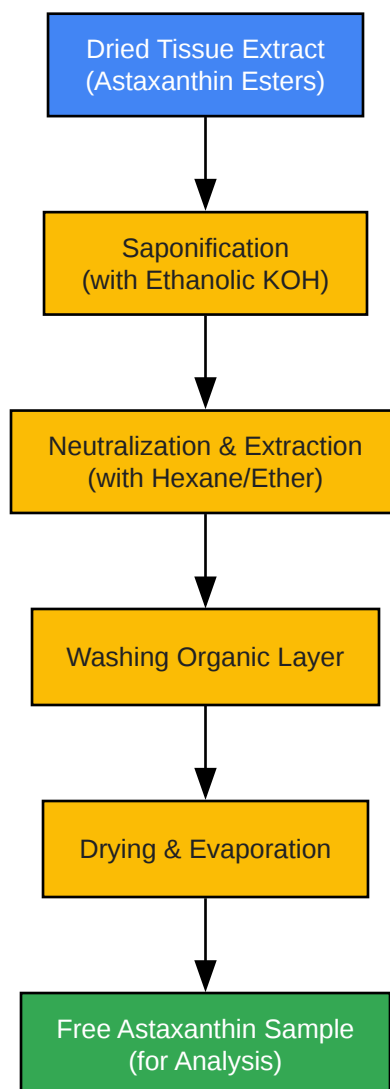 Dried Tissue Extract
(Astaxanthin Esters)
Saponification
(with Ethanolic KOH)
Neutralization & Extraction
(with Hexane/Ether)
Washing Organic Layer
Drying & Evaporation
Free Astaxanthin Sample
(for Analysis)